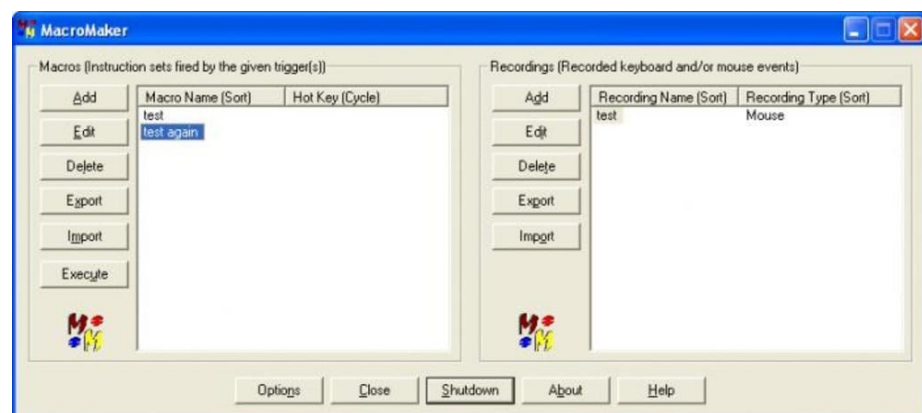 MacroMaker
Macros (Instruction sets fired by the given trigger(s))
Add
Edit
Delete
Export
Import
Execute
Macro Name (Sort) Hot Key (Cycle)
test
test again
Recordings (Recorded keyboard and/or mouse events)
Add
Edit
Delete
Export
Import
Recording Name (Sort) Recording Type (Sort)
test Mouse
Options Close Shutdown About Help